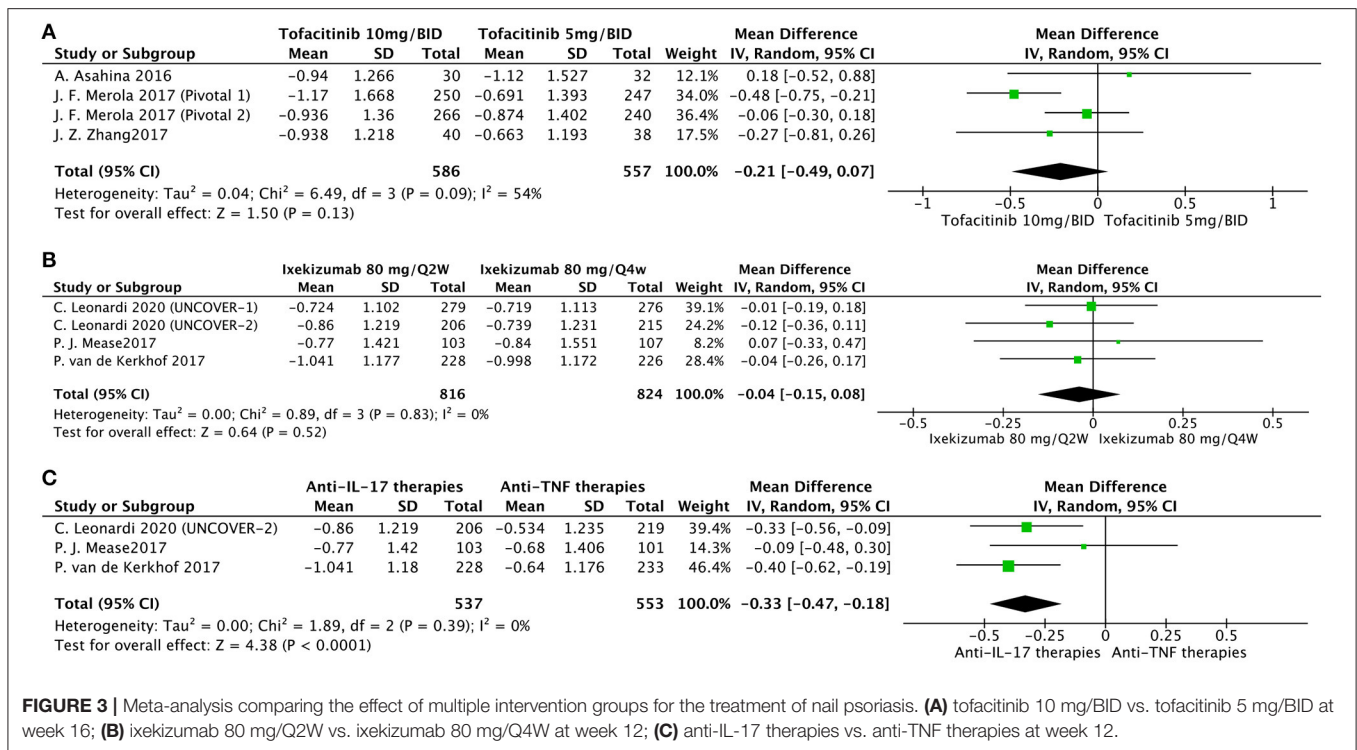 A
Tofacitinib 10mg/BID Tofacitinib 5mg/BID Mean Difference Mean Difference
Study or Subgroup Mean SD Total Mean SD Total Weight IV, Random, 95% CI IV, Random, 95% CI
A. Asahina 2016 −0.94 1.266 30 −1.12 1.527 32 12.1% 0.18 [−0.52, 0.88]
J. F. Merola 2017 (Pivotal 1) −1.17 1.668 250 −0.691 1.393 247 34.0% −0.48 [−0.75, −0.21]
J. F. Merola 2017 (Pivotal 2) −0.936 1.36 266 −0.874 1.402 240 36.4% −0.06 [−0.30, 0.18]
J. Z. Zhang2017 −0.938 1.218 40 −0.663 1.193 38 17.5% −0.27 [−0.81, 0.26]
Total (95% CI) 586 557 100.0% −0.21 [−0.49, 0.07]
Heterogeneity: Tau² = 0.04; Chi² = 6.49, df = 3 (P = 0.09); I² = 54%
Test for overall effect: Z = 1.50 (P = 0.13)
−1 −0.5 0 0.5 1
Tofacitinib 10mg/BID Tofacitinib 5mg/BID
B
Ixekizumab 80 mg/Q2W Ixekizumab 80 mg/Q4w Mean Difference Mean Difference
Study or Subgroup Mean SD Total Mean SD Total Weight IV, Random, 95% CI IV, Random, 95% CI
C. Leonardi 2020 (UNCOVER−1) −0.724 1.102 279 −0.719 1.113 276 39.1% −0.01 [−0.19, 0.18]
C. Leonardi 2020 (UNCOVER−2) −0.86 1.219 206 −0.739 1.231 215 24.2% −0.12 [−0.36, 0.11]
P. J. Mease2017 −0.77 1.421 103 −0.84 1.551 107 8.2% 0.07 [−0.33, 0.47]
P. van de Kerkhof 2017 −1.041 1.177 228 −0.998 1.172 226 28.4% −0.04 [−0.26, 0.17]
Total (95% CI) 816 824 100.0% −0.04 [−0.15, 0.08]
Heterogeneity: Tau² = 0.00; Chi² = 0.89, df = 3 (P = 0.83); I² = 0%
Test for overall effect: Z = 0.64 (P = 0.52)
−0.5 −0.25 0 0.25 0.5
Ixekizumab 80 mg/Q2W Ixekizumab 80 mg/Q4W
C
Anti−IL−17 therapies Anti−TNF therapies Mean Difference Mean Difference
Study or Subgroup Mean SD Total Mean SD Total Weight IV, Random, 95% CI IV, Random, 95% CI
C. Leonardi 2020 (UNCOVER−2) −0.86 1.219 206 −0.534 1.235 219 39.4% −0.33 [−0.56, −0.09]
P. J. Mease2017 −0.77 1.42 103 −0.68 1.406 101 14.3% −0.09 [−0.48, 0.30]
P. van de Kerkhof 2017 −1.041 1.18 228 −0.64 1.176 233 46.4% −0.40 [−0.62, −0.19]
Total (95% CI) 537 553 100.0% −0.33 [−0.47, −0.18]
Heterogeneity: Tau² = 0.00; Chi² = 1.89, df = 2 (P = 0.39); I² = 0%
Test for overall effect: Z = 4.38 (P < 0.0001)
−0.5 −0.25 0 0.25 0.5
Anti−IL−17 therapies Anti−TNF therapies
FIGURE 3 | Meta-analysis comparing the effect of multiple intervention groups for the treatment of nail psoriasis. (A) tofacitinib 10 mg/BID vs. tofacitinib 5 mg/BID at
week 16; (B) ixekizumab 80 mg/Q2W vs. ixekizumab 80 mg/Q4W at week 12; (C) anti-IL-17 therapies vs. anti-TNF therapies at week 12.